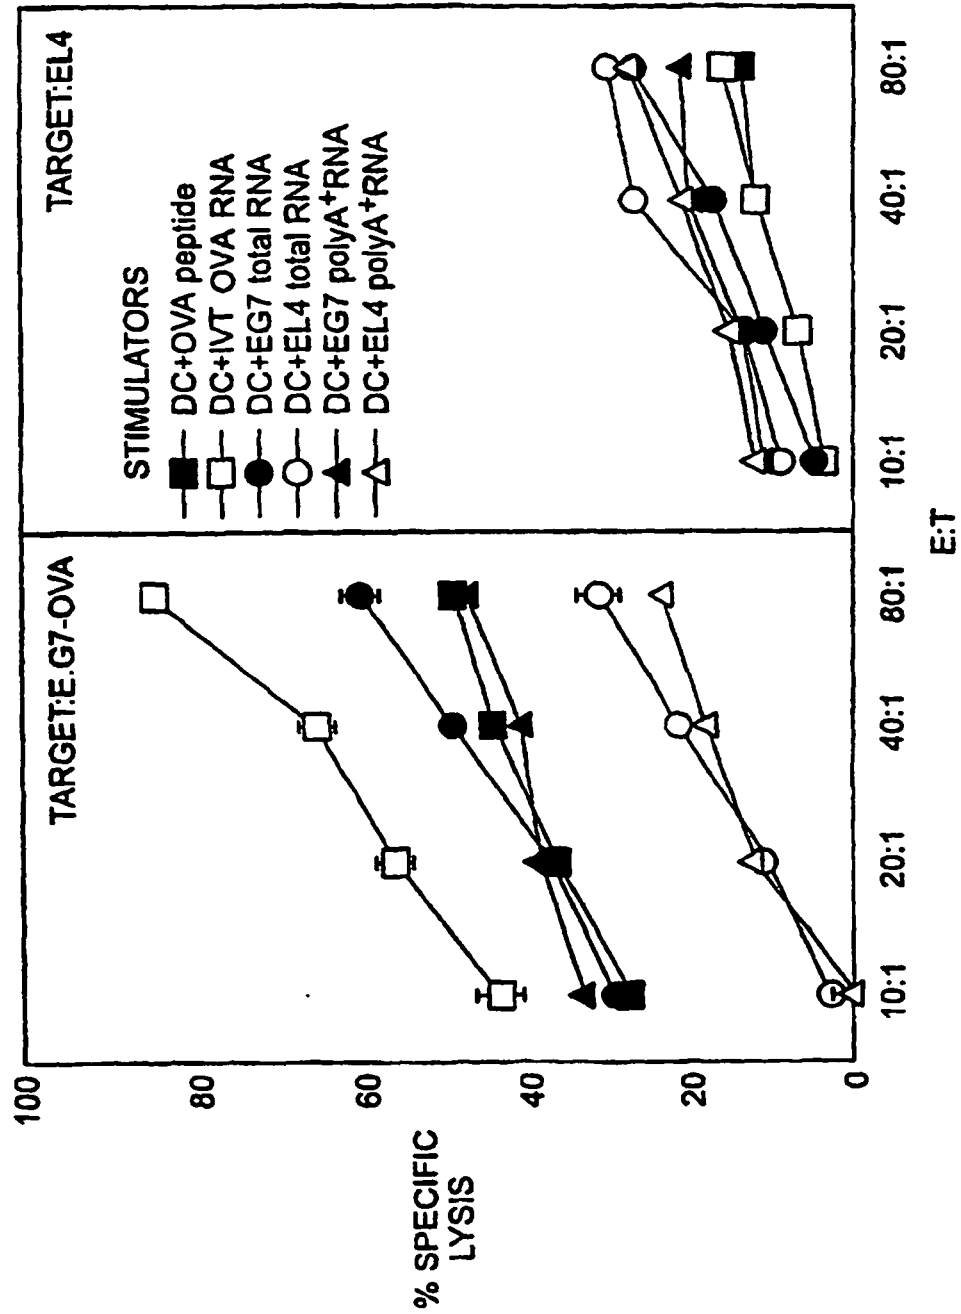 TARGET:E.G7-OVA
TARGET:EL4
STIMULATORS
DC+OVA peptide
DC+IVT OVA RNA
DC+EG7 total RNA
DC+EL4 total RNA
DC+EG7 polyA+RNA
DC+EL4 polyA+RNA
% SPECIFIC
LYSIS
100
80
60
40
20
0
10:1
20:1
40:1
80:1
10:1
20:1
40:1
80:1
E:T